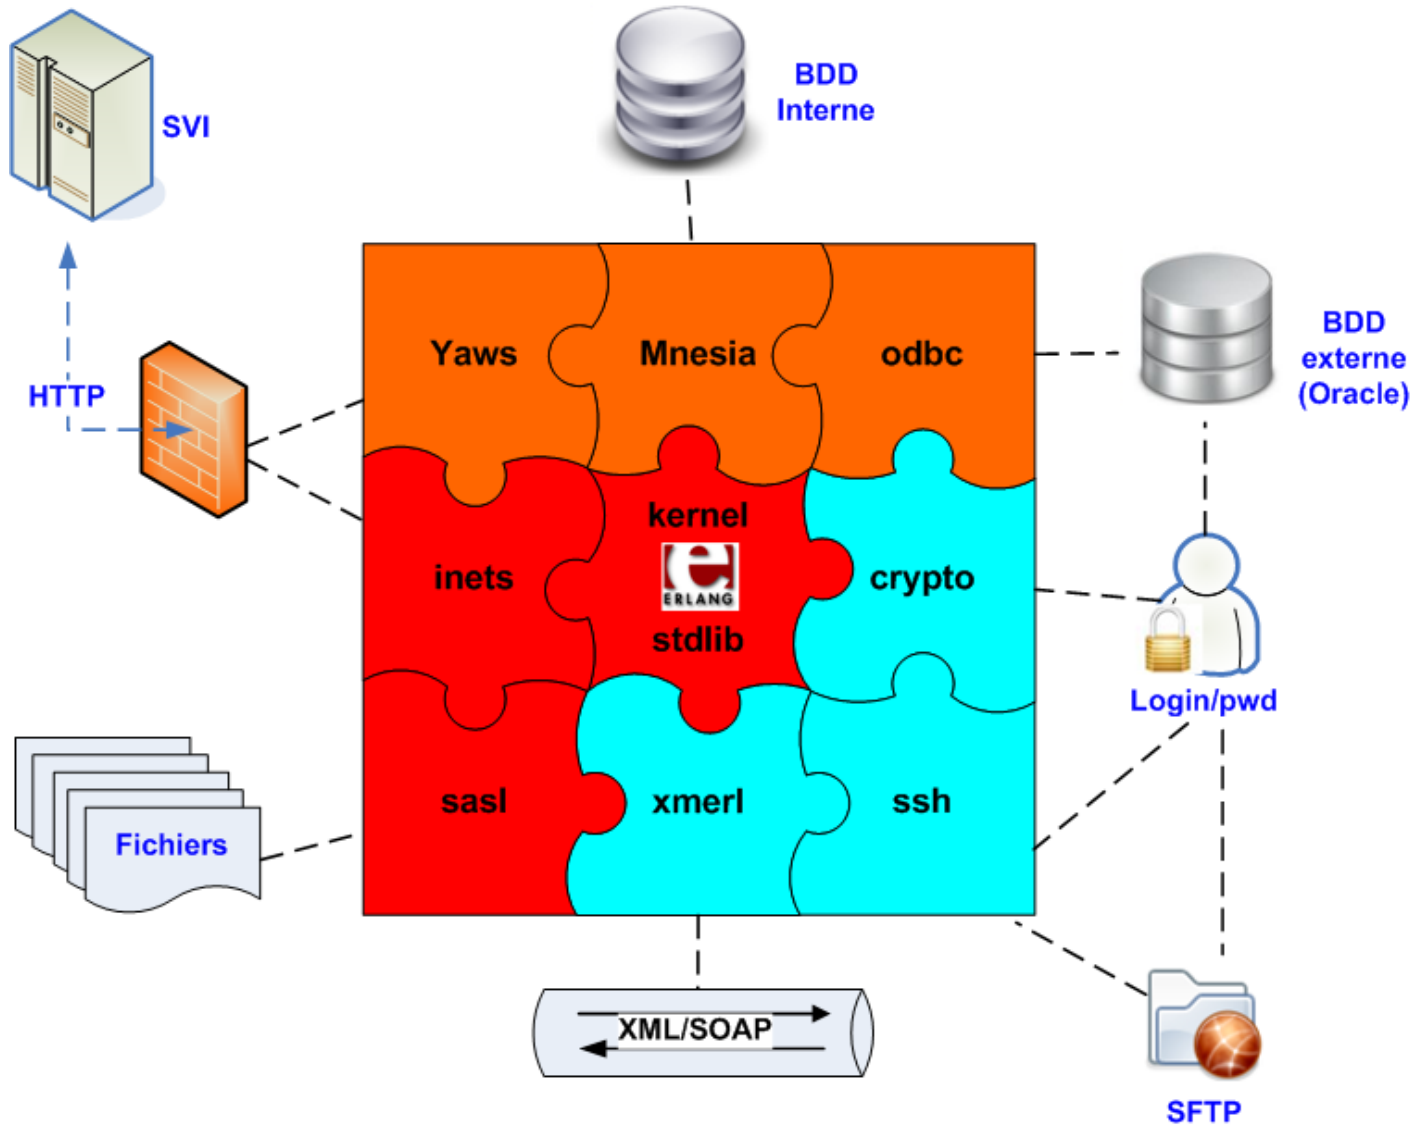 SVI
BDD
Interne
HTTP
Yaws
Mnesia
odbc
BDD
externe
(Oracle)
inets
kernel
ERLANG
stdlib
crypto
Login/pwd
sasl
xmerl
ssh
Fichiers
XML/SOAP
SFTP